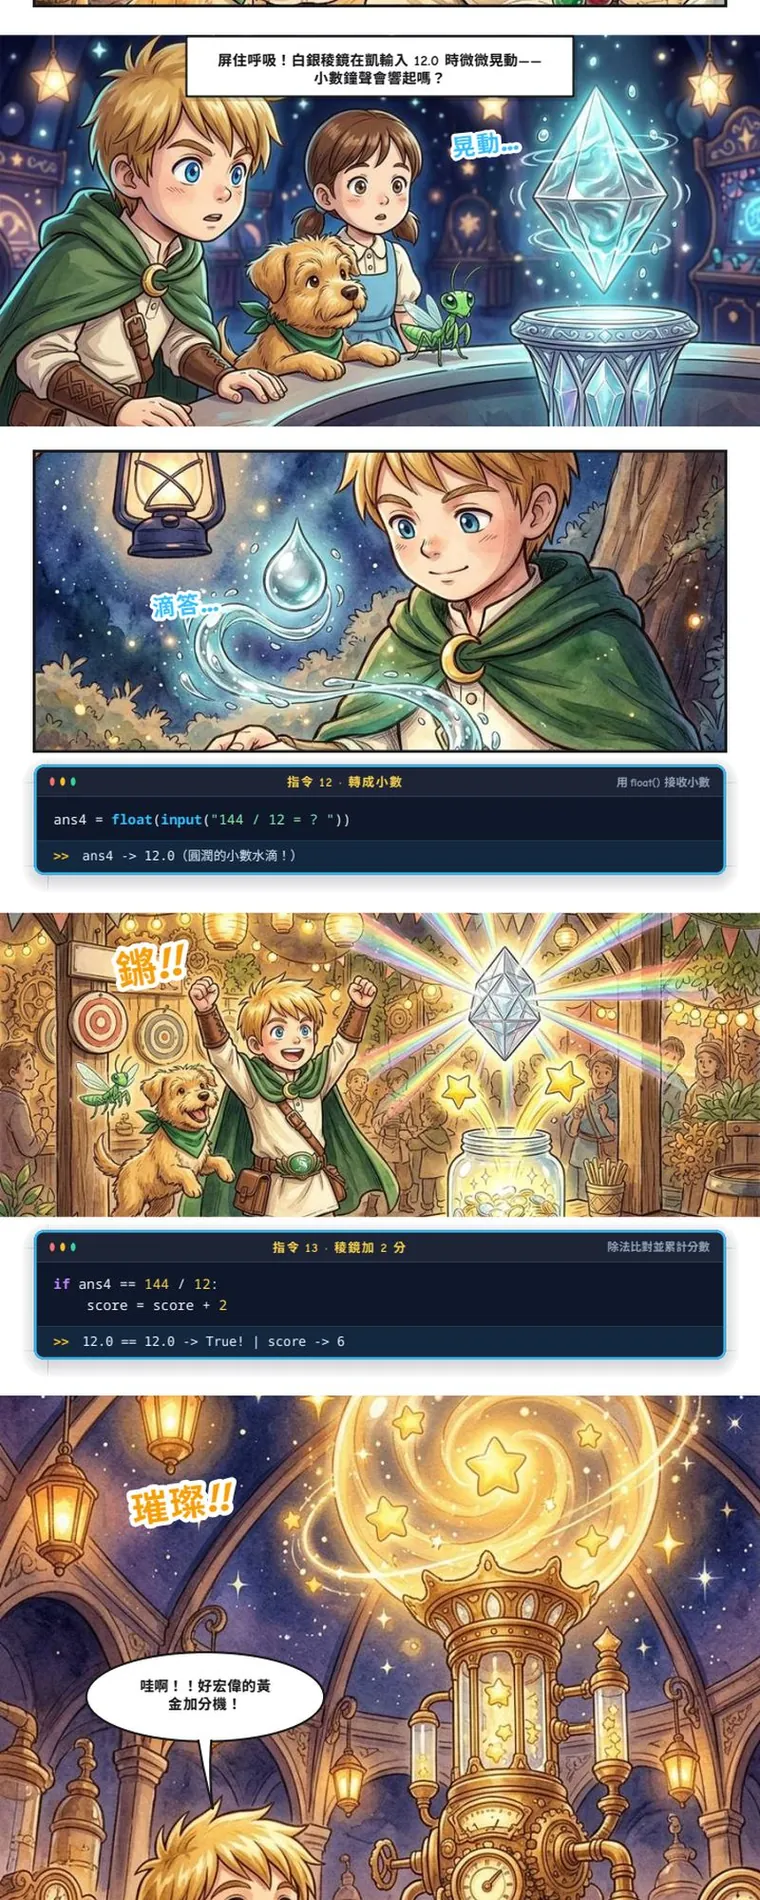 屏住呼吸！白銀稜鏡在凱輸入 12.0 時微微晃動——
小數鐘聲會響起嗎？
晃動...
滴答...
指令 12 · 轉成小數
用 float() 接收小數
ans4 = float(input("144 / 12 = ? "))
>> ans4 -> 12.0（圓潤的小數水滴！）
鏘!!
指令 13 · 稜鏡加 2 分
除法比對並累計分數
if ans4 == 144 / 12:
    score = score + 2
>> 12.0 == 12.0 -> True! | score -> 6
璀璨!!
哇啊！！好宏偉的黃
金加分機！